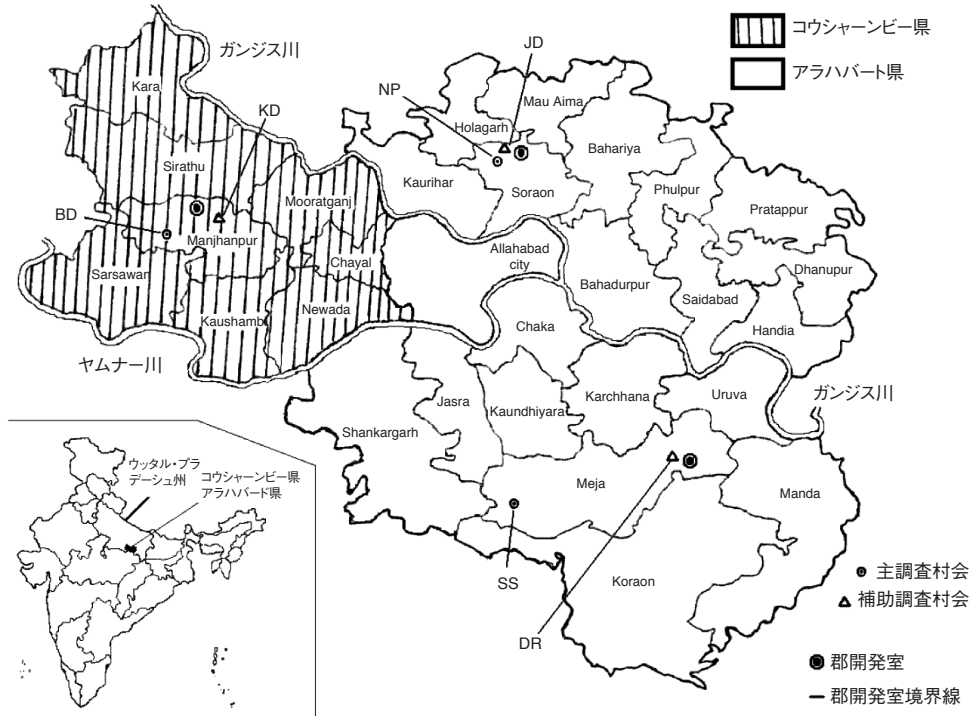 コウシャーンビー県
アラハバート県
ガンジス川
Kara
KD
Sirathu
BD
Mooratganj
Manjhanpur
Sarsawan
Chayal
Kaushambi
Newada
ヤムナー川
JD
NP
Mau Aima
Holagarh
Bahariya
Kaurihar
Soraon
Phulpur
Pratappur
Allahabad
city
Dhanupur
Bahadurpur
Saidabad
Handia
Chaka
Jasra
Kaundhiyara
Karchhana
Uruva
ガンジス川
Shankargarh
Meja
Manda
SS
Koraon
DR
ウッタル・プラ
デーシュ州
コウシャーンビー県
アラハバード県
主調査村会
補助調査村会
郡開発室
郡開発室境界線